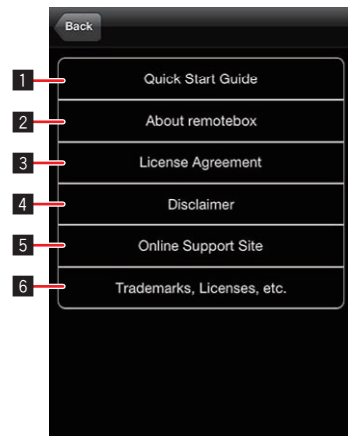 Back
1 Quick Start Guide
2 About remotebox
3 License Agreement
4 Disclaimer
5 Online Support Site
6 Trademarks, Licenses, etc.